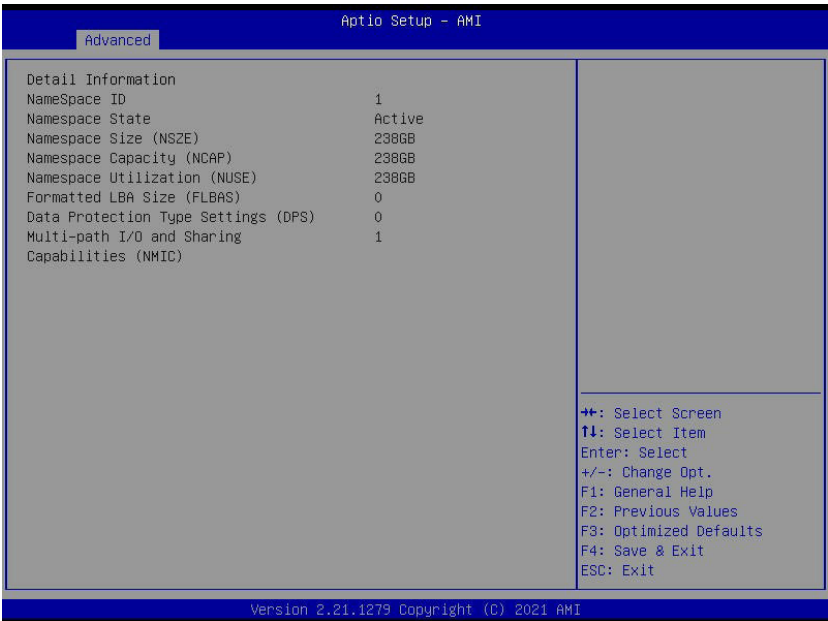 Aptio Setup – AMI
Advanced
Detail Information
NameSpace ID 1
Namespace State Active
Namespace Size (NSZE) 238GB
Namespace Capacity (NCAP) 238GB
Namespace Utilization (NUSE) 238GB
Formatted LBA Size (FLBAS) 0
Data Protection Type Settings (DPS) 0
Multi-path I/O and Sharing 1
Capabilities (NMIC)
→←: Select Screen
↑↓: Select Item
Enter: Select
+/-: Change Opt.
F1: General Help
F2: Previous Values
F3: Optimized Defaults
F4: Save & Exit
ESC: Exit
Version 2.21.1279 Copyright (C) 2021 AMI